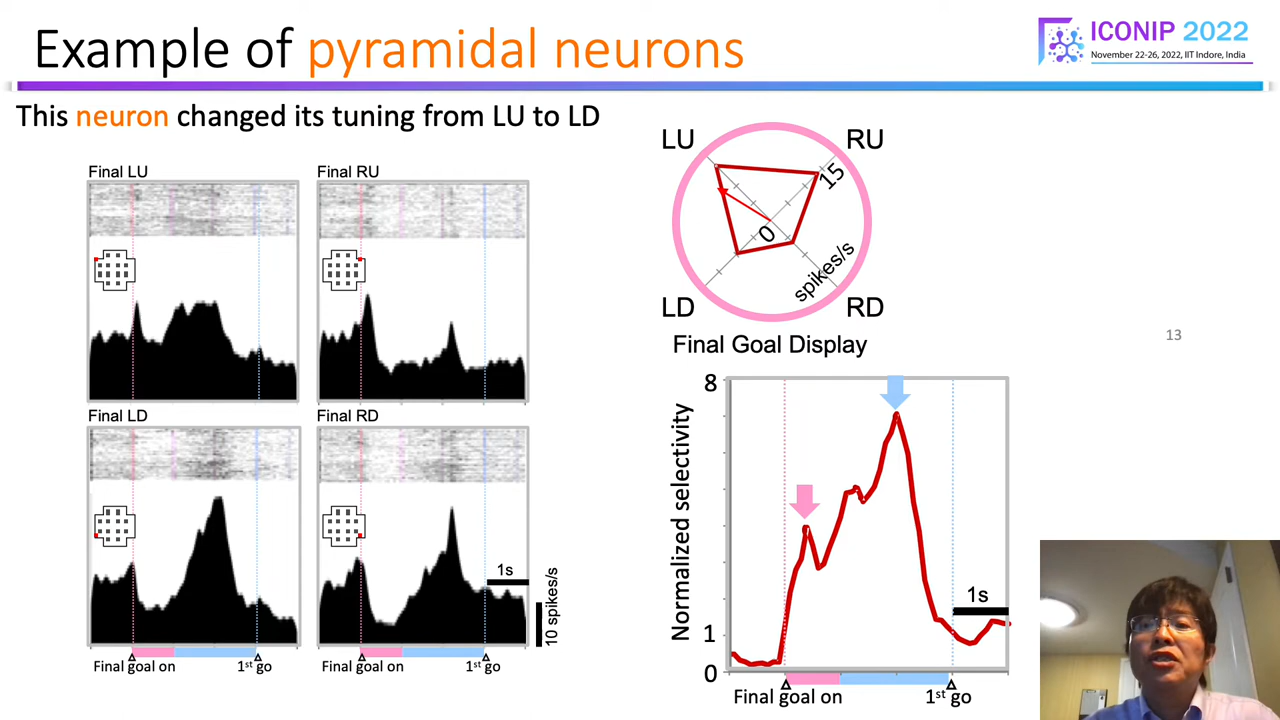 Example of pyramidal neurons
ICONIP 2022
November 22-26, 2022, IIT Indore, India
This neuron changed its tuning from LU to LD
Final LU
Final RU
Final LD
Final RD
1s
10 spikes/s
Final goal on
1st go
Final goal on
1st go
LU
RU
15
0
spikes/s
LD
RD
Final Goal Display
13
8
Normalized selectivity
1
0
1s
Final goal on
1st go